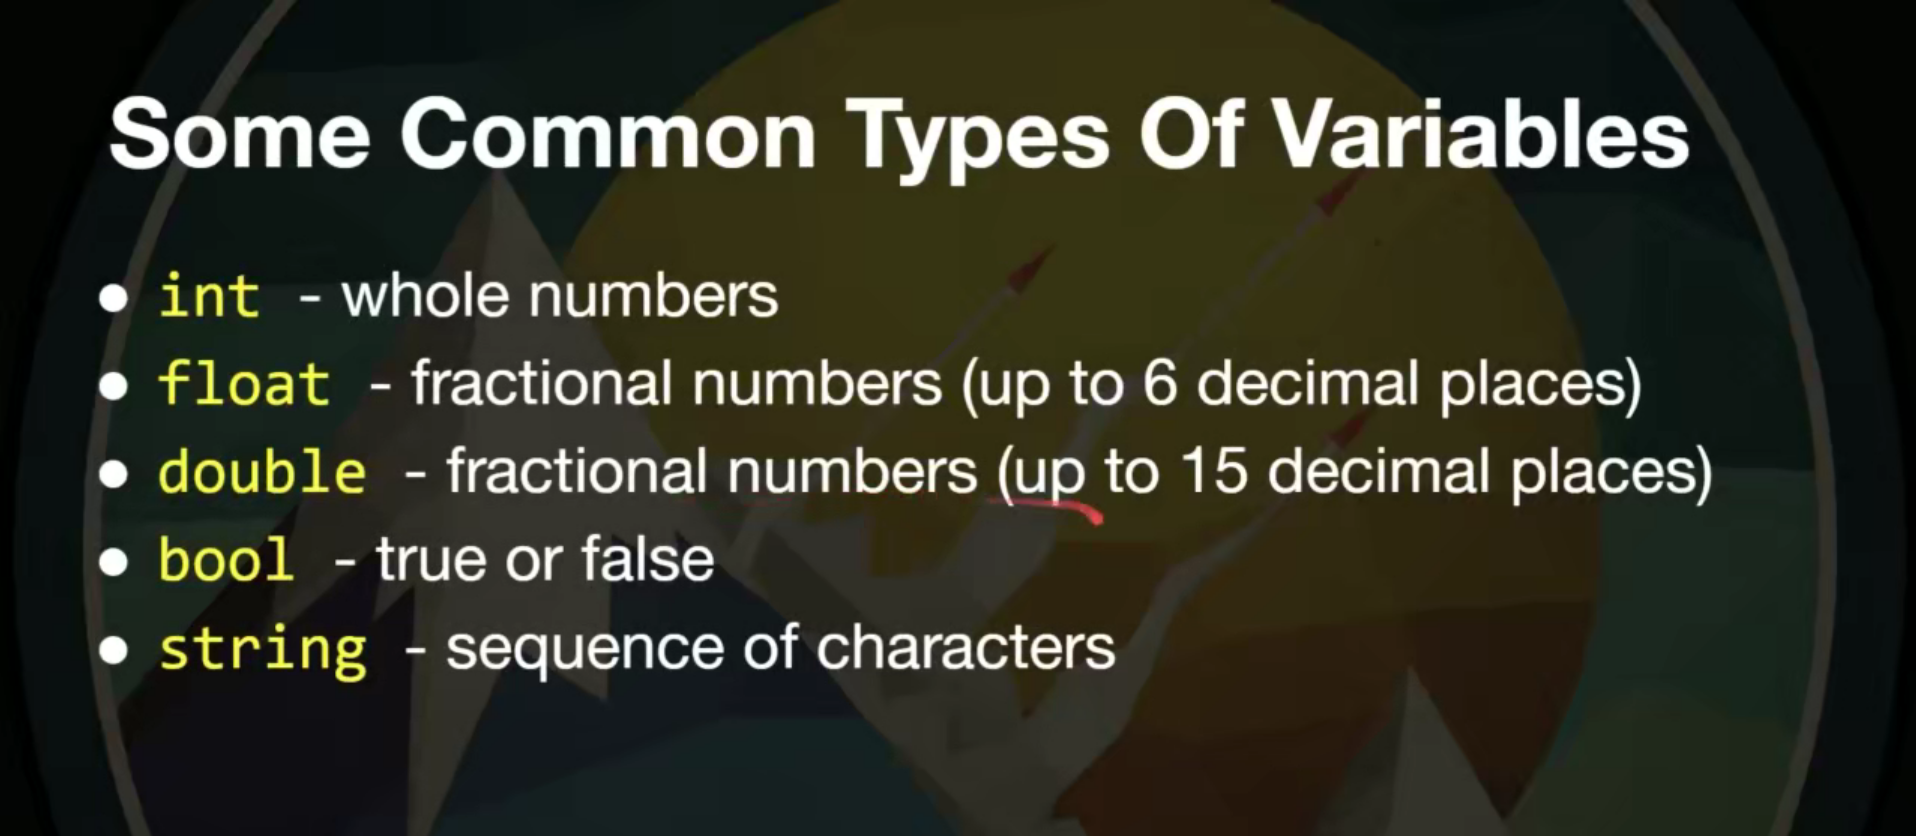 Some Common Types Of Variables
• int - whole numbers
• float - fractional numbers (up to 6 decimal places)
• double - fractional numbers (up to 15 decimal places)
• bool - true or false
• string - sequence of characters